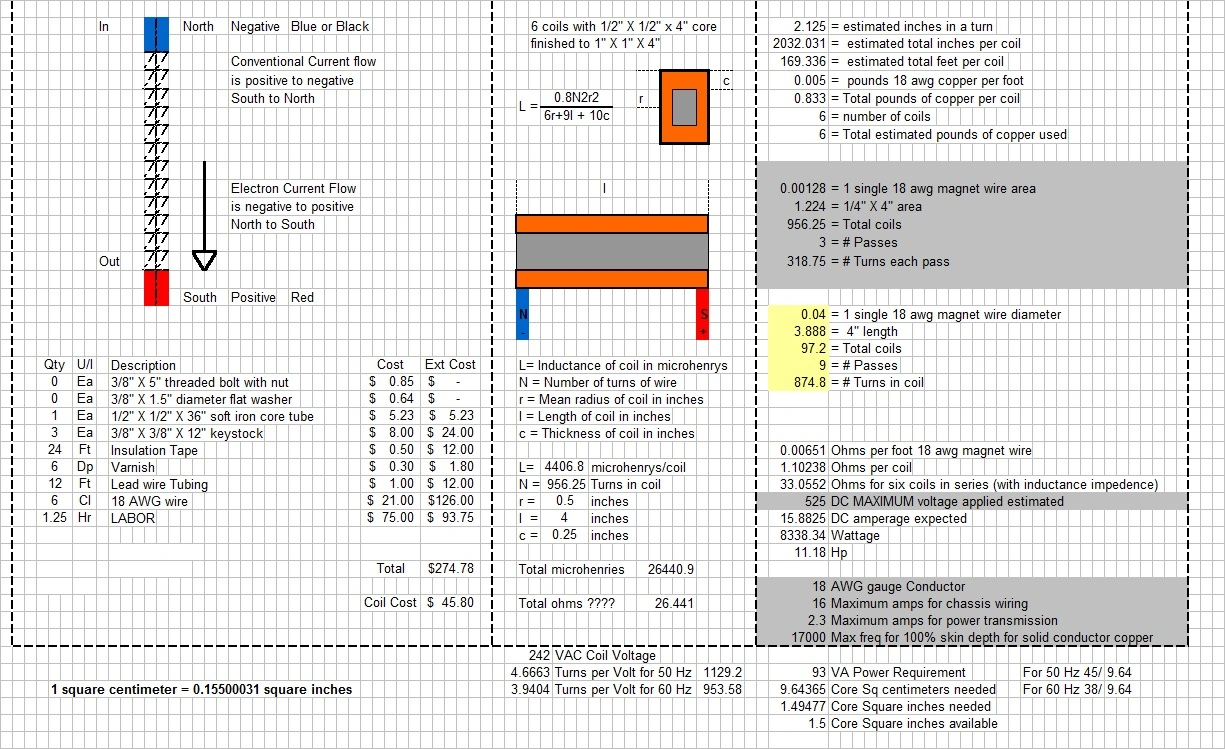 In North Negative Blue or Black
Conventional Current flow
is positive to negative
South to North
Electron Current Flow
is negative to positive
North to South
Out
South Positive Red
Qty U/I Description Cost Ext Cost
0 Ea 3/8" X 5" threaded bolt with nut $ 0.85 $ -
0 Ea 3/8" X 1.5" diameter flat washer $ 0.64 $ -
1 Ea 1/2" X 1/2" X 36" soft iron core tube $ 5.23 $ 5.23
3 Ea 3/8" X 3/8" X 12" keystock $ 8.00 $ 24.00
24 Ft Insulation Tape $ 0.50 $ 12.00
6 Dp Varnish $ 0.30 $ 1.80
12 Ft Lead wire Tubing $ 1.00 $ 12.00
6 Cl 18 AWG wire $ 21.00 $126.00
1.25 Hr LABOR $ 75.00 $ 93.75
Total $274.78
Coil Cost $ 45.80
1 square centimeter = 0.15500031 square inches
6 coils with 1/2" X 1/2" x 4" core
finished to 1" X 1" X 4"
c
L = 0.8N2r2 r
6r+9l + 10c
l
N S
- +
L= Inductance of coil in microhenrys
N = Number of turns of wire
r = Mean radius of coil in inches
l = Length of coil in inches
c = Thickness of coil in inches
L= 4406.8 microhenrys/coil
N = 956.25 Turns in coil
r = 0.5 inches
l = 4 inches
c = 0.25 inches
Total microhenries 26440.9
Total ohms ???? 26.441
242 VAC Coil Voltage
4.6663 Turns per Volt for 50 Hz 1129.2
3.9404 Turns per Volt for 60 Hz 953.58
2.125 = estimated inches in a turn
2032.031 = estimated total inches per coil
169.336 = estimated total feet per coil
0.005 = pounds 18 awg copper per foot
0.833 = Total pounds of copper per coil
6 = number of coils
6 = Total estimated pounds of copper used
0.00128 = 1 single 18 awg magnet wire area
1.224 = 1/4" X 4" area
956.25 = Total coils
3 = # Passes
318.75 = # Turns each pass
0.04 = 1 single 18 awg magnet wire diameter
3.888 = 4" length
97.2 = Total coils
9 = # Passes
874.8 = # Turns in coil
0.00651 Ohms per foot 18 awg magnet wire
1.10238 Ohms per coil
33.0552 Ohms for six coils in series (with inductance impedence)
525 DC MAXIMUM voltage applied estimated
15.8825 DC amperage expected
8338.34 Wattage
11.18 Hp
18 AWG gauge Conductor
16 Maximum amps for chassis wiring
2.3 Maximum amps for power transmission
17000 Max freq for 100% skin depth for solid conductor copper
93 VA Power Requirement For 50 Hz 45/ 9.64
9.64365 Core Sq centimeters needed For 60 Hz 38/ 9.64
1.49477 Core Square inches needed
1.5 Core Square inches available